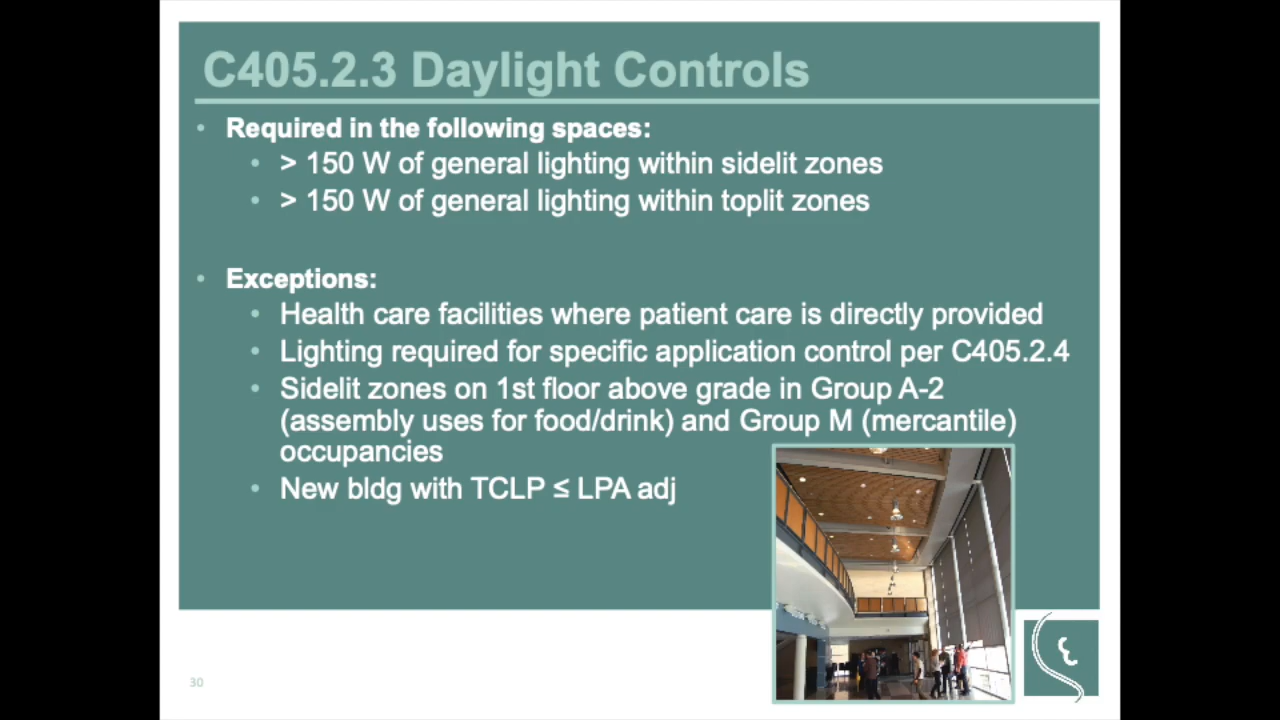 C405.2.3 Daylight Controls
• Required in the following spaces:
• > 150 W of general lighting within sidelit zones
• > 150 W of general lighting within toplit zones
• Exceptions:
• Health care facilities where patient care is directly provided
• Lighting required for specific application control per C405.2.4
• Sidelit zones on 1st floor above grade in Group A-2
(assembly uses for food/drink) and Group M (mercantile)
occupancies
• New bldg with TCLP ≤ LPA adj
30